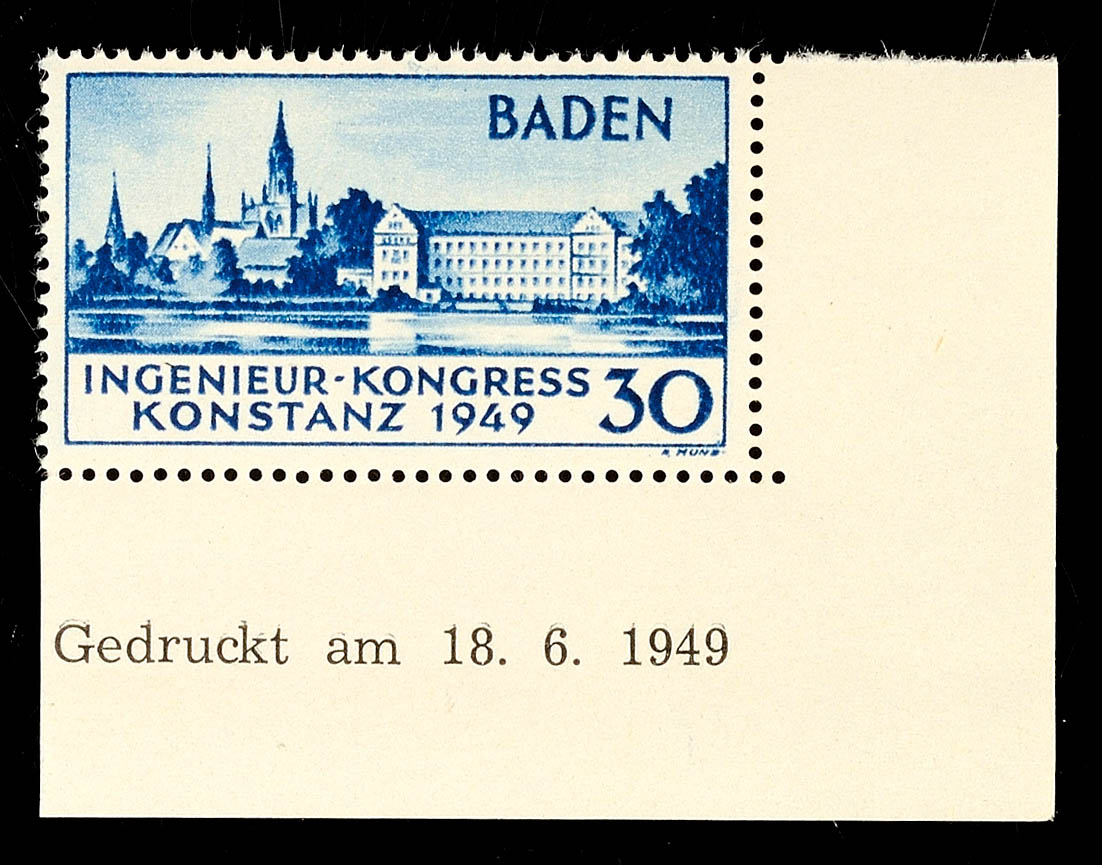 BADEN
INGENIEUR-KONGRESS
KONSTANZ 1949
30
Gedruckt am 18. 6. 1949